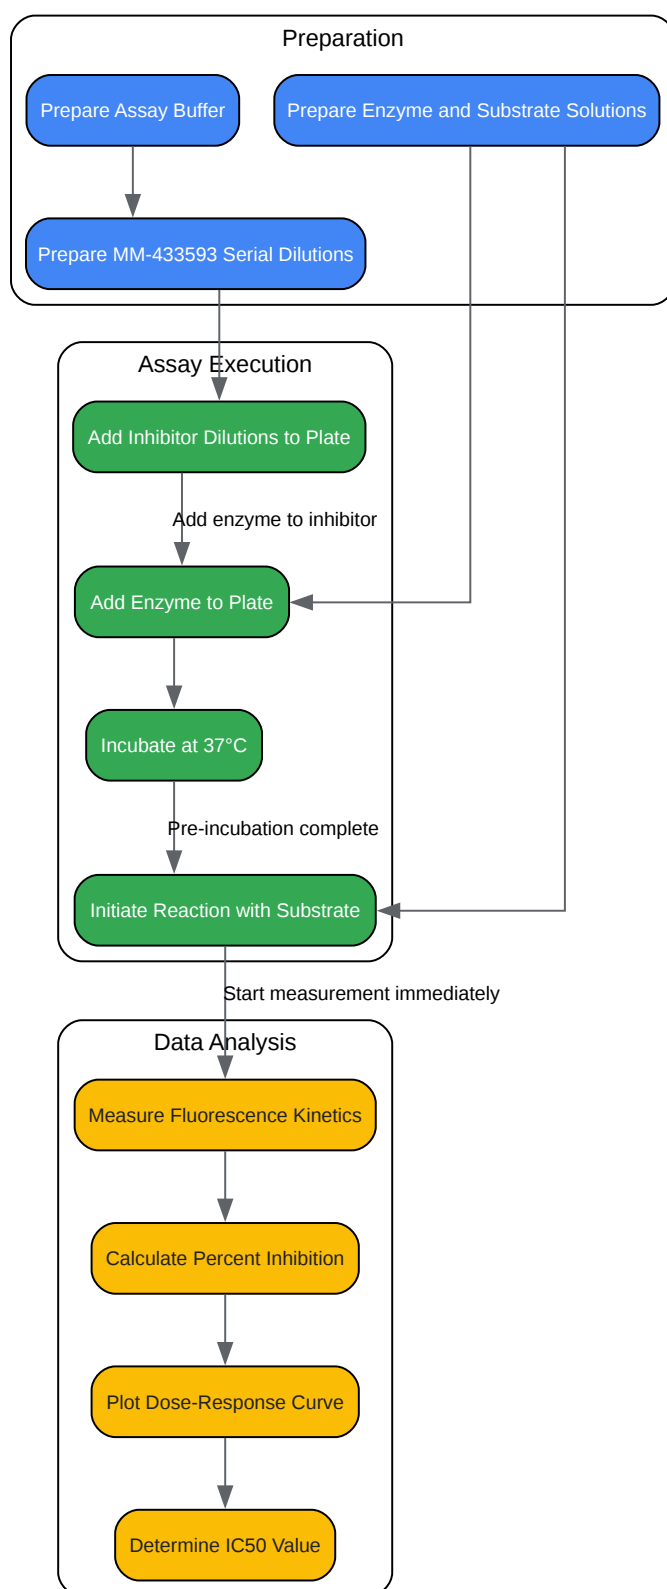 Preparation
Prepare Assay Buffer
Prepare Enzyme and Substrate Solutions
Prepare MM-433593 Serial Dilutions
Assay Execution
Add Inhibitor Dilutions to Plate
Add enzyme to inhibitor
Add Enzyme to Plate
Incubate at 37°C
Pre-incubation complete
Initiate Reaction with Substrate
Start measurement immediately
Data Analysis
Measure Fluorescence Kinetics
Calculate Percent Inhibition
Plot Dose-Response Curve
Determine IC50 Value